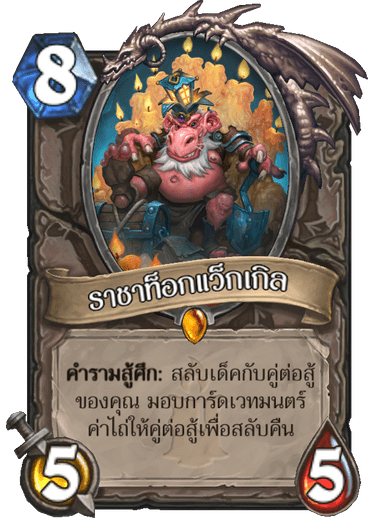 8
ราชาท็อกแว็กเกิล
คำรามสู้ศึก: สลับเด็คกับคู่ต่อสู้
ของคุณ มอบการ์ดเวทมนตร์
ค่าไถ่ให้คู่ต่อสู้เพื่อสลับคืน
5
5